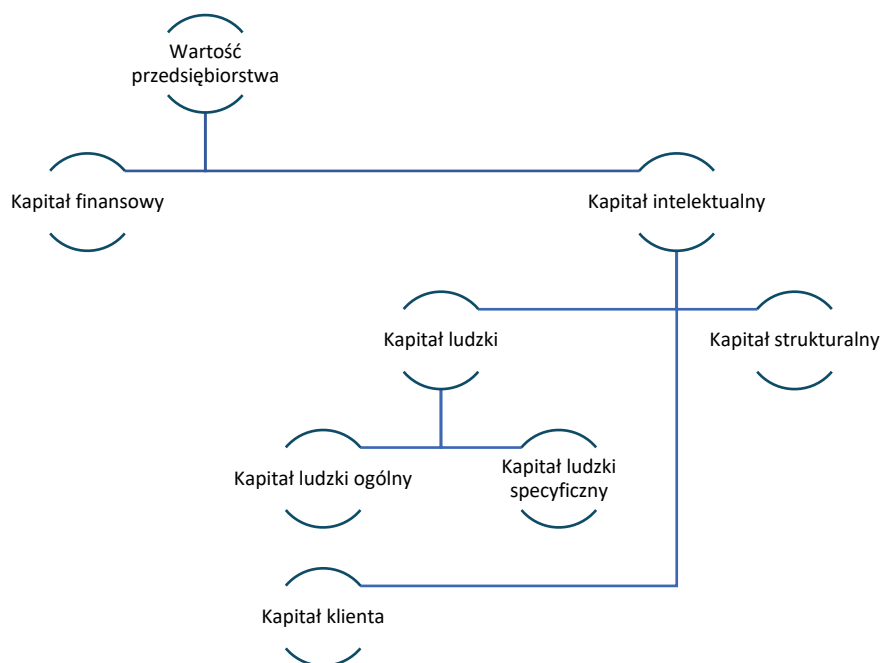 Wartość
przedsiębiorstwa
Kapitał finansowy
Kapitał intelektualny
Kapitał ludzki
Kapitał strukturalny
Kapitał ludzki ogólny
Kapitał ludzki
specyficzny
Kapitał klienta